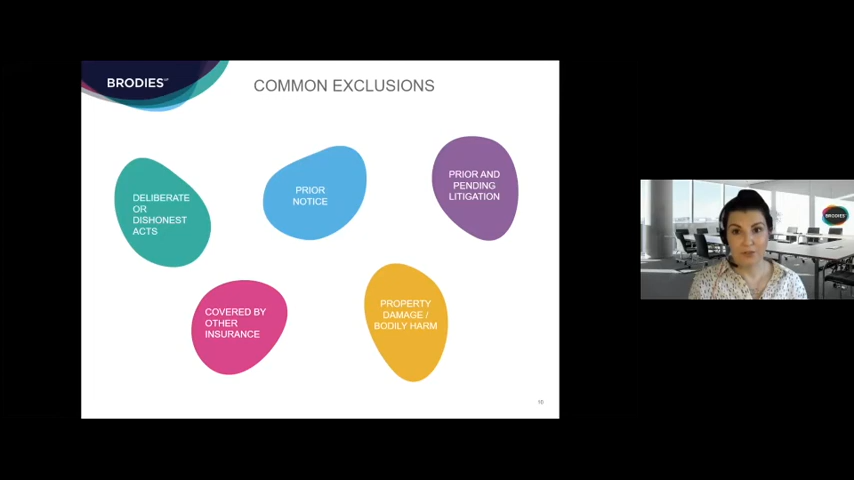 BRODIES LLP
COMMON EXCLUSIONS
DELIBERATE
OR
DISHONEST
ACTS
PRIOR
NOTICE
PRIOR AND
PENDING
LITIGATION
COVERED BY
OTHER
INSURANCE
PROPERTY
DAMAGE /
BODILY HARM
10
BRODIES